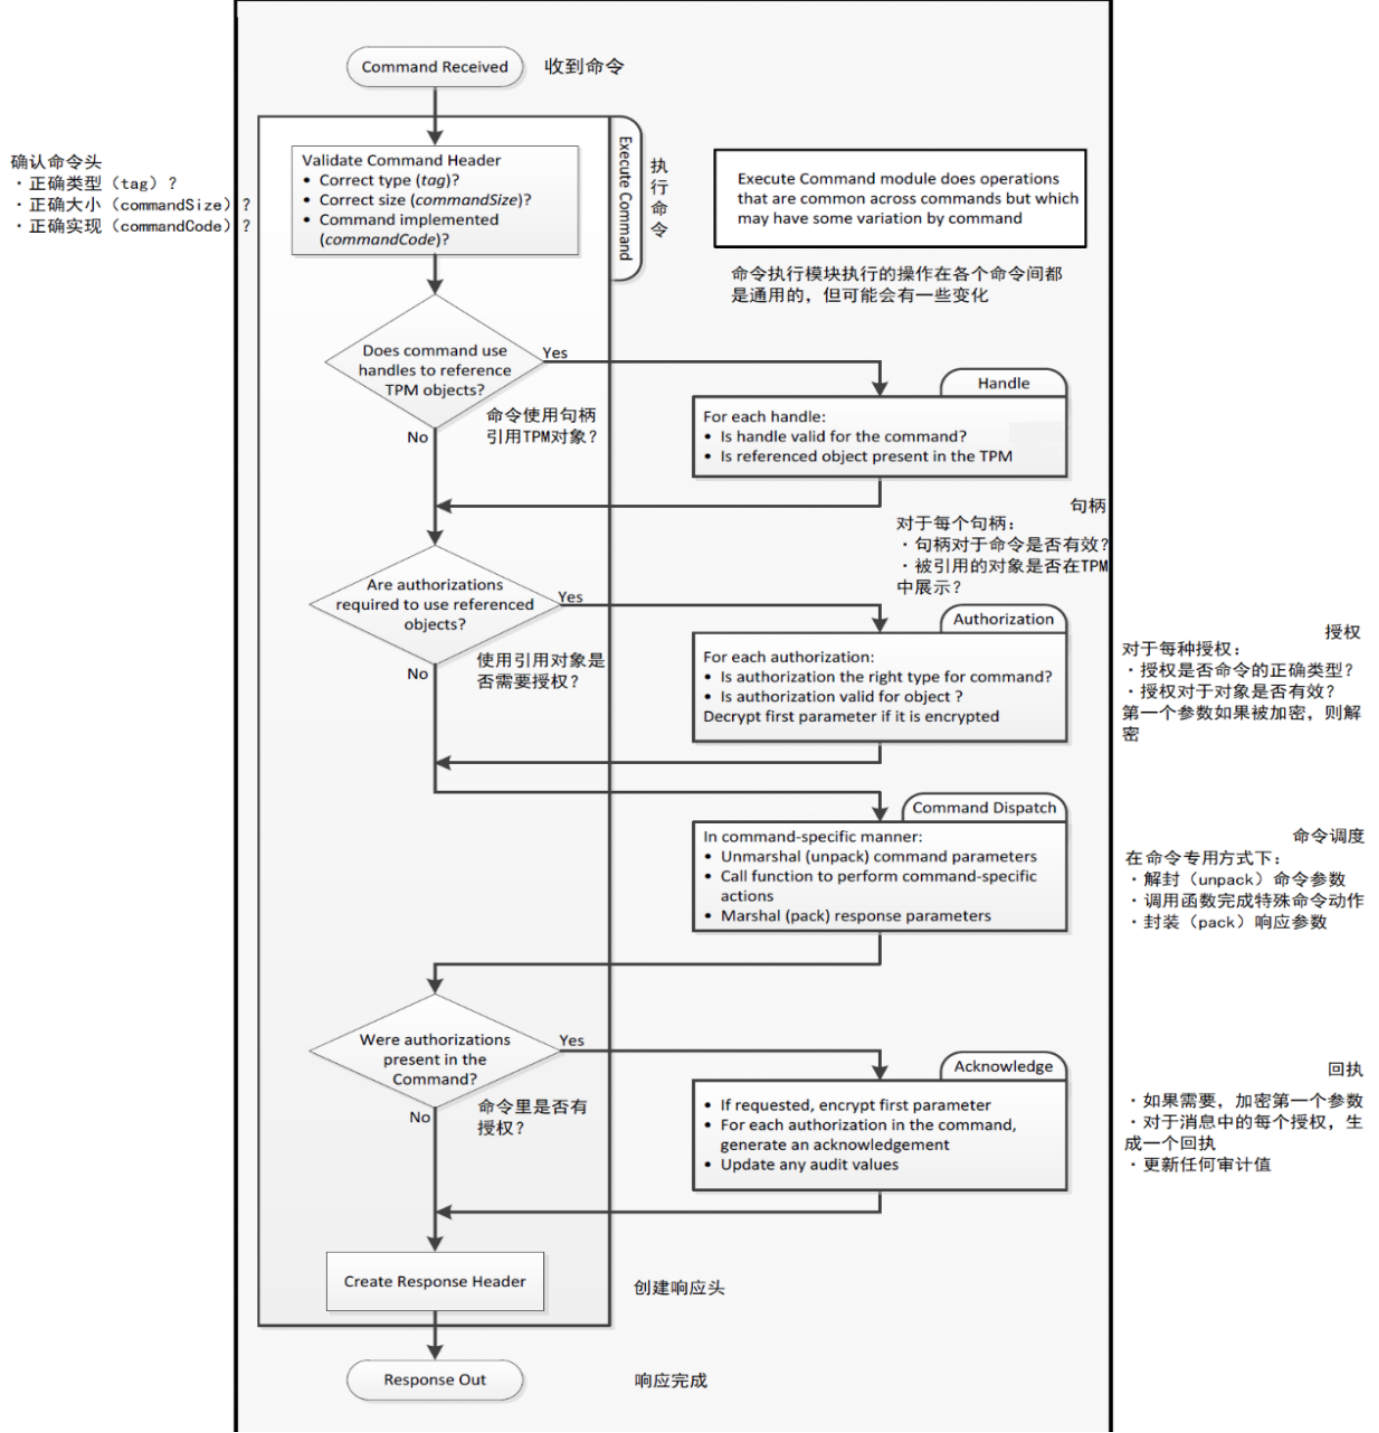 Command Received
收到命令
确认命令头
·正确类型（tag）？
·正确大小（commandSize）？
·正确实现（commandCode）？
Validate Command Header
• Correct type (tag)?
• Correct size (commandSize)?
• Command implemented
(commandCode)?
Execute Command
执
行
命
令
Execute Command module does operations
that are common across commands but which
may have some variation by command
命令执行模块执行的操作在各个命令间都
是通用的，但可能会有一些变化
Does command use
handles to reference
TPM objects?
Yes
No
命令使用句柄
引用TPM对象？
Handle
For each handle:
• Is handle valid for the command?
• Is referenced object present in the TPM
句柄
对于每个句柄：
·句柄对于命令是否有效？
·被引用的对象是否在TPM
中展示？
Are authorizations
required to use referenced
objects?
Yes
No
使用引用对象是
否需要授权？
Authorization
For each authorization:
• Is authorization the right type for command?
• Is authorization valid for object ?
Decrypt first parameter if it is encrypted
授权
对于每种授权：
·授权是否命令的正确类型？
·授权对于对象是否有效？
第一个参数如果被加密，则解
密
Command Dispatch
In command-specific manner:
• Unmarshal (unpack) command parameters
• Call function to perform command-specific
actions
• Marshal (pack) response parameters
命令调度
在命令专用方式下：
·解封（unpack）命令参数
·调用函数完成特殊命令动作
·封装（pack）响应参数
Were authorizations
present in the
Command?
Yes
No
命令里是否有
授权？
Acknowledge
• If requested, encrypt first parameter
• For each authorization in the command,
generate an acknowledgement
• Update any audit values
回执
·如果需要，加密第一个参数
·对于消息中的每个授权，生
成一个回执
·更新任何审计值
Create Response Header
创建响应头
Response Out
响应完成